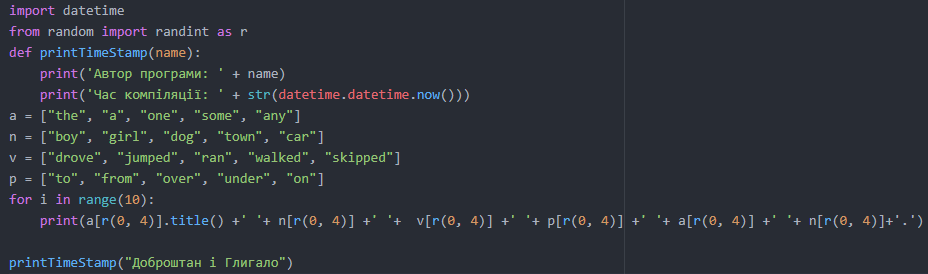 import datetime
from random import randint as r
def printTimeStamp(name):
    print('Автор програми: ' + name)
    print('Час компіляції: ' + str(datetime.datetime.now()))
a = ["the", "a", "one", "some", "any"]
n = ["boy", "girl", "dog", "town", "car"]
v = ["drove", "jumped", "ran", "walked", "skipped"]
p = ["to", "from", "over", "under", "on"]
for i in range(10):
    print(a[r(0, 4)].title() +' '+ n[r(0, 4)] +' '+  v[r(0, 4)] +' '+ p[r(0, 4)] +' '+ a[r(0, 4)] +' '+ n[r(0, 4)]+'.')
printTimeStamp("Доброштан і Глигало")